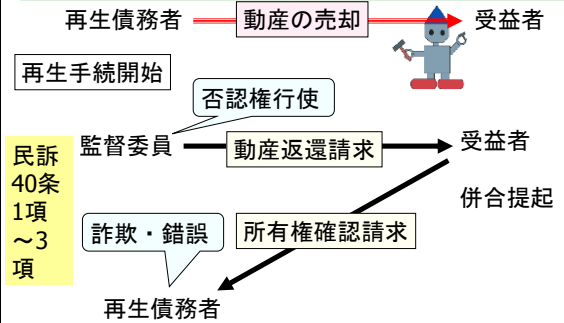 再生債務者 動産の売却 受益者
再生手続開始
否認権行使
監督委員 動産返還請求 受益者
併合提起
民訴
40条
1項
～3
項
詐欺・錯誤 所有権確認請求
再生債務者